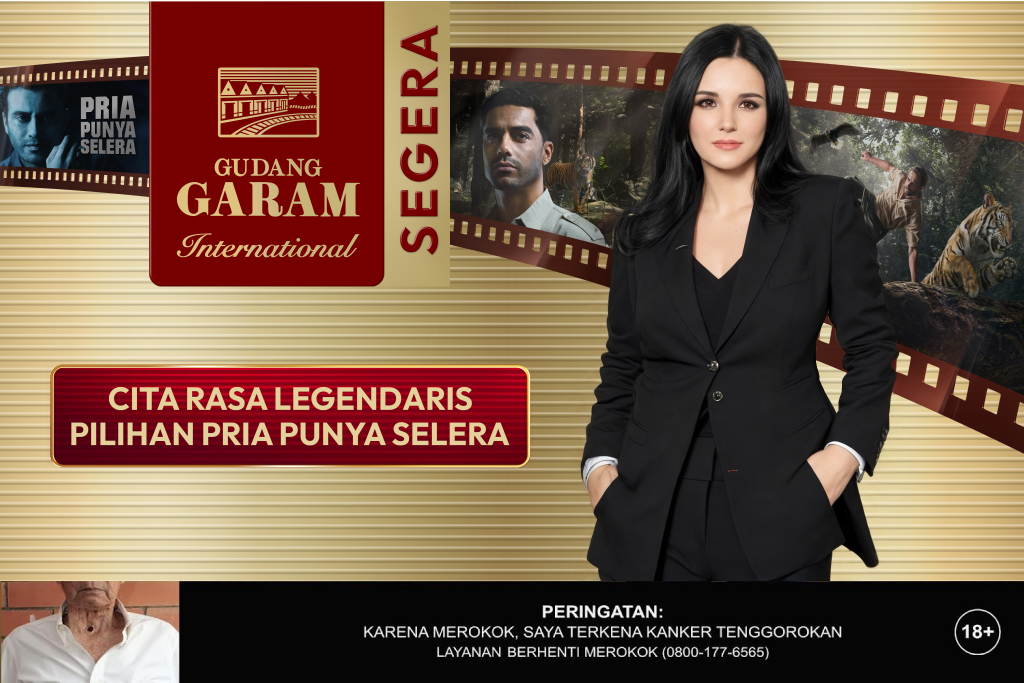 PRIA
PUNYA
SELERA
GUDANG
GARAM
International
SEGERA
CITA RASA LEGENDARIS
PILIHAN PRIA PUNYA SELERA
PERINGATAN:
KARENA MEROKOK, SAYA TERKENA KANKER TENGGOROKAN
LAYANAN BERHENTI MEROKOK (0800-177-6565)
18+